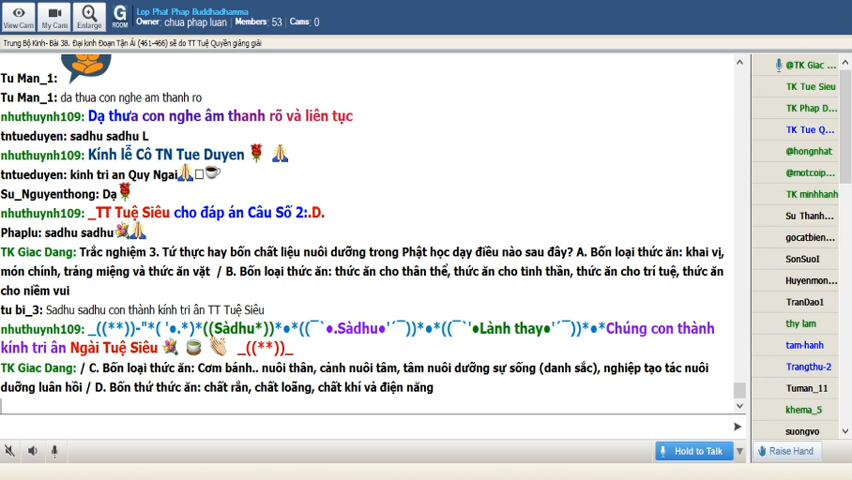 Lop Phat Phap Buddhadhamma
Owner: chua phap luan / Members: 53 / Cams: 0
View Cam
My Cam
Enlarge
G
ROOM
Trung Bộ Kinh- Bài 38. Đại kinh Đoạn Tận Ái (461-466) sẽ do TT Tuệ Quyền giảng giải
Tu Man_1:
Tu Man_1: da thua con nghe am thanh ro
nhuthuynh109: Dạ thưa con nghe âm thanh rõ và liên tục
tntueduyen: sadhu sadhu L
nhuthuynh109: Kính lễ Cô TN Tue Duyen
tntueduyen: kinh tri an Quy Ngai
Su_Nguyenthong: Dạ
nhuthuynh109: _TT Tuệ Siêu cho đáp án Câu Số 2:.D.
Phaplu: sadhu sadhu
TK Giac Dang: Trắc nghiệm 3. Tứ thực hay bốn chất liệu nuôi dưỡng trong Phật học dạy điều nào sau đây? A. Bốn loại thức ăn: khai vị,
món chính, tráng miệng và thức ăn vặt / B. Bốn loại thức ăn: thức ăn cho thân thể, thức ăn cho tinh thần, thức ăn cho trí tuệ, thức ăn
cho niềm vui
tu bi_3: Sadhu sadhu con thành kính tri ân TT Tuệ Siêu
nhuthuynh109: _((**))-"*( '●.*)*((Sàdhu*))*●*((¯`●.Sàdhu●'´¯))*●*((¯`'●Lành thay●'´¯))*●*Chúng con thành
kính tri ân Ngài Tuệ Siêu _((**))_
TK Giac Dang: / C. Bốn loại thức ăn: Cơm bánh.. nuôi thân, cảnh nuôi tâm, tâm nuôi dưỡng sự sống (danh sắc), nghiệp tạo tác nuôi
duỡng luân hồi / D. Bốn thứ thức ăn: chất rắn, chất loãng, chất khí và điện năng
@TK Giac ...
TK Tue Sieu
TK Phap D...
TK Tue Q...
@hongnhat
@motcoip...
TK minhhanh
Su Thanh...
gocatbien...
SonSuoI
Huyenmon...
TranDao1
thy lam
tam-hanh
Trangthu-2
Tuman_11
khema_5
suongvo
Hold to Talk
Raise Hand